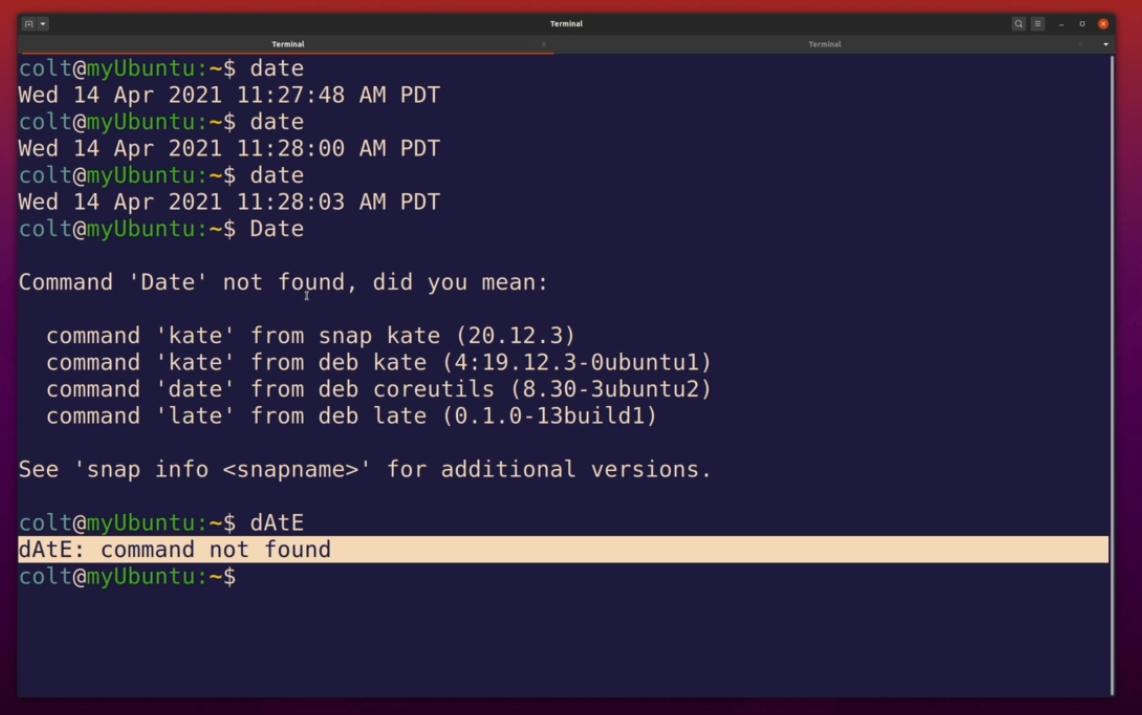 Terminal
Terminal
Terminal
colt@myUbuntu:~$ date
Wed 14 Apr 2021 11:27:48 AM PDT
colt@myUbuntu:~$ date
Wed 14 Apr 2021 11:28:00 AM PDT
colt@myUbuntu:~$ date
Wed 14 Apr 2021 11:28:03 AM PDT
colt@myUbuntu:~$ Date
Command 'Date' not found, did you mean:
command 'kate' from snap kate (20.12.3)
command 'kate' from deb kate (4:19.12.3-0ubuntu1)
command 'date' from deb coreutils (8.30-3ubuntu2)
command 'late' from deb late (0.1.0-13build1)
See 'snap info <snapname>' for additional versions.
colt@myUbuntu:~$ dAtE
dAtE: command not found
colt@myUbuntu:~$